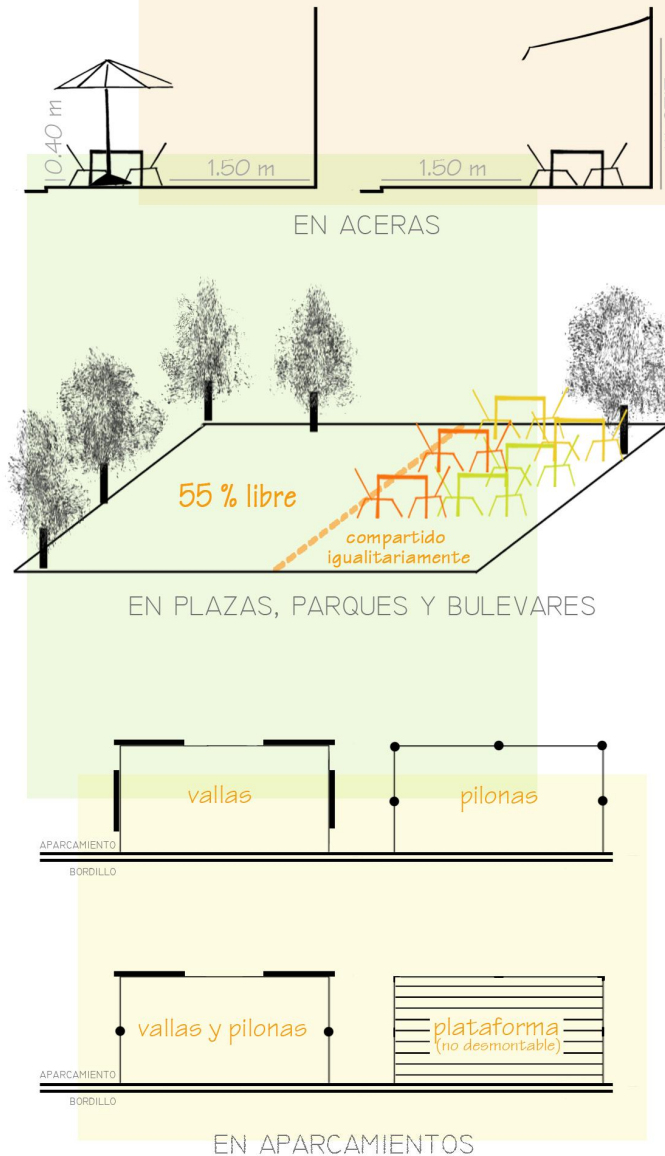 0.40 m
1.50 m
1.50 m
EN ACERAS
55 % libre
compartido
igualitariamente
EN PLAZAS, PARQUES Y BULEVARES
vallas
pilonas
APARCAMIENTO
BORDILLO
vallas y pilonas
plataforma
(no desmontable)
APARCAMIENTO
BORDILLO
EN APARCAMIENTOS